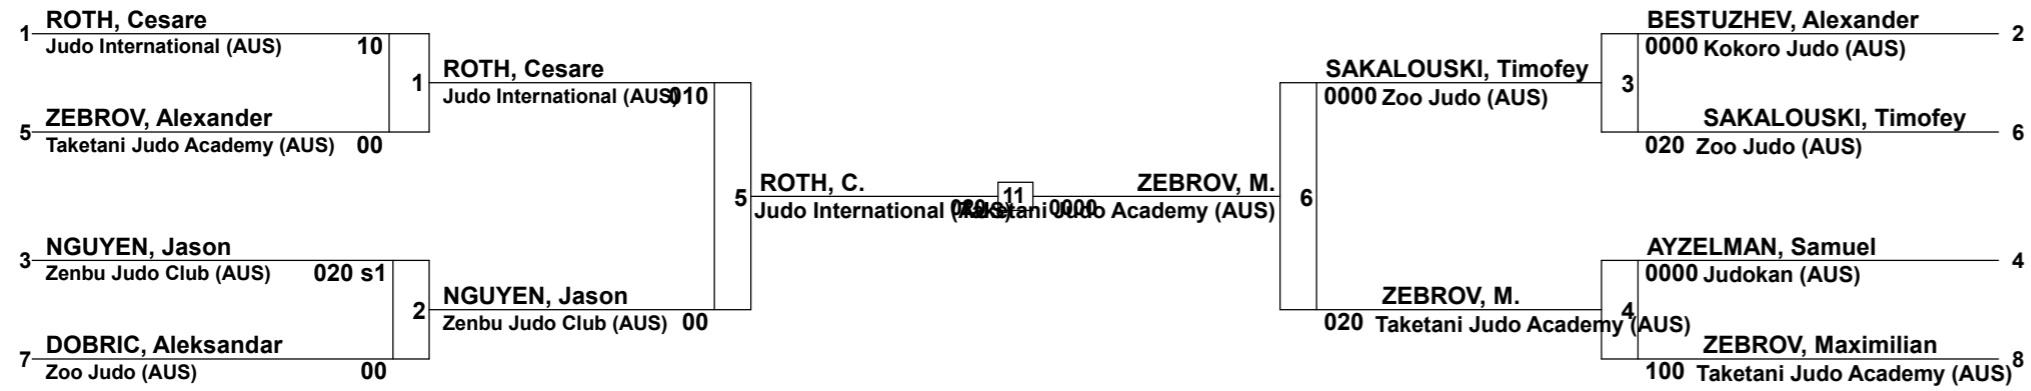 ROTH, Cesare
1
Judo International (AUS) 10
ZEBROV, Alexander
5
Taketani Judo Academy (AUS) 00
1
ROTH, Cesare
Judo International (AUS) 010
NGUYEN, Jason
3
Zenbu Judo Club (AUS) 020 s1
DOBRIC, Aleksandar
7
Zoo Judo (AUS) 00
2
NGUYEN, Jason
Zenbu Judo Club (AUS) 00
5
ROTH, C.
Judo International (AUS)
11
ZEBROV, M.
0000
Taketani Judo Academy (AUS)
6
SAKALOUSKI, Timofey
0000 Zoo Judo (AUS)
ZEBROV, M.
020 Taketani Judo Academy (AUS)
3
BESTUZHEV, Alexander
2
0000 Kokoro Judo (AUS)
SAKALOUSKI, Timofey
6
020 Zoo Judo (AUS)
4
AYZELMAN, Samuel
4
0000 Judokan (AUS)
ZEBROV, Maximilian
8
100 Taketani Judo Academy (AUS)